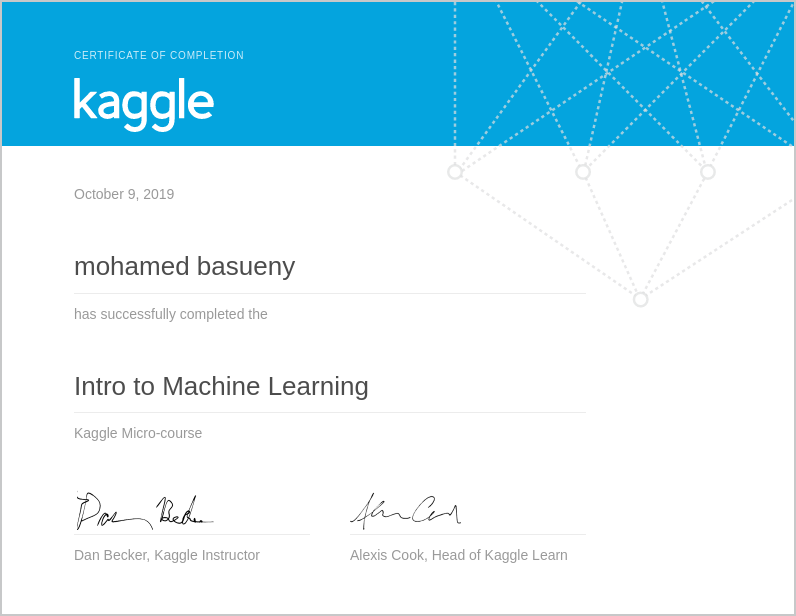 CERTIFICATE OF COMPLETION
kaggle
October 9, 2019
mohamed basueny
has successfully completed the
Intro to Machine Learning
Kaggle Micro-course
Dan Becker
Alexis Cook
Dan Becker, Kaggle Instructor
Alexis Cook, Head of Kaggle Learn